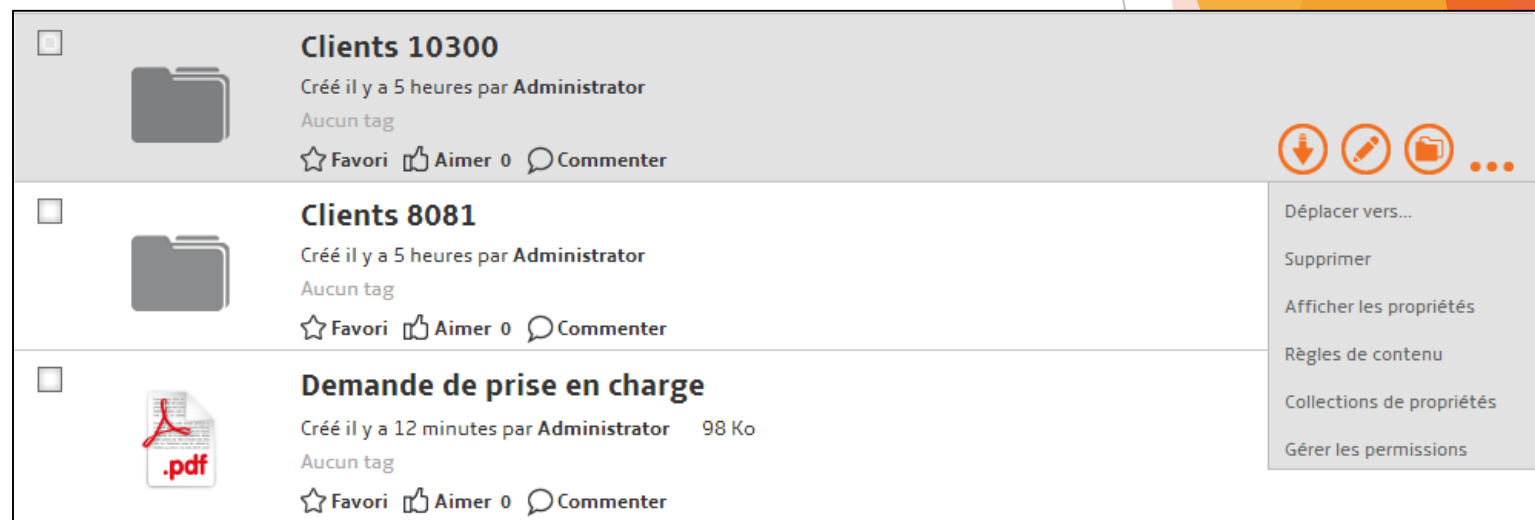 Clients 10300
Créé il y a 5 heures par Administrator
Aucun tag
Favori Aimer 0 Commenter
...
Clients 8081
Créé il y a 5 heures par Administrator
Aucun tag
Favori Aimer 0 Commenter
Déplacer vers...
Supprimer
Afficher les propriétés
Règles de contenu
Collections de propriétés
Gérer les permissions
Demande de prise en charge
Créé il y a 12 minutes par Administrator 98 Ko
Aucun tag
Favori Aimer 0 Commenter
.pdf